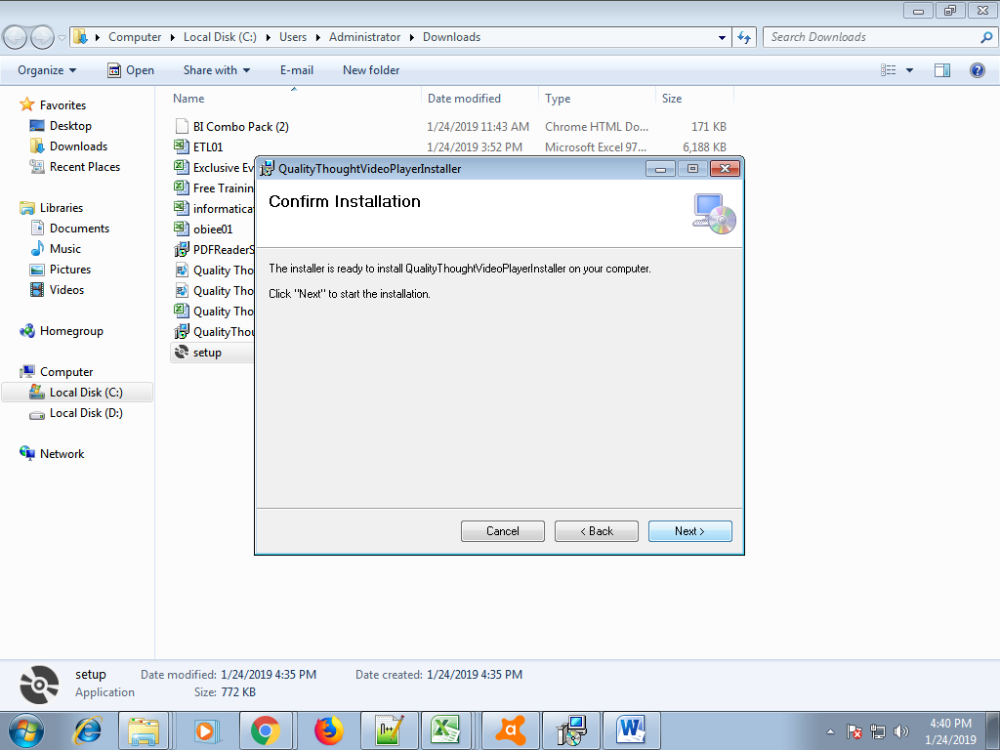 Computer Local Disk (C:) Users Administrator Downloads
Search Downloads
Organize Open Share with E-mail New folder
Name Date modified Type Size
Favorites
Desktop
Downloads
Recent Places
Libraries
Documents
Music
Pictures
Videos
Homegroup
Computer
Local Disk (C:)
Local Disk (D:)
Network
BI Combo Pack (2) 1/24/2019 11:43 AM Chrome HTML Do... 171 KB
ETL01 1/24/2019 3:52 PM Microsoft Excel 97... 6,188 KB
Exclusive Ev
Free Trainin
informatica
obiee01
PDFReaderS
Quality Tho
Quality Tho
Quality Tho
QualityThou
setup
QualityThoughtVideoPlayerInstaller
Confirm Installation
The installer is ready to install QualityThoughtVideoPlayerInstaller on your computer.
Click "Next" to start the installation.
Cancel < Back Next >
setup Date modified: 1/24/2019 4:35 PM Date created: 1/24/2019 4:35 PM
Application Size: 772 KB
4:40 PM
1/24/2019